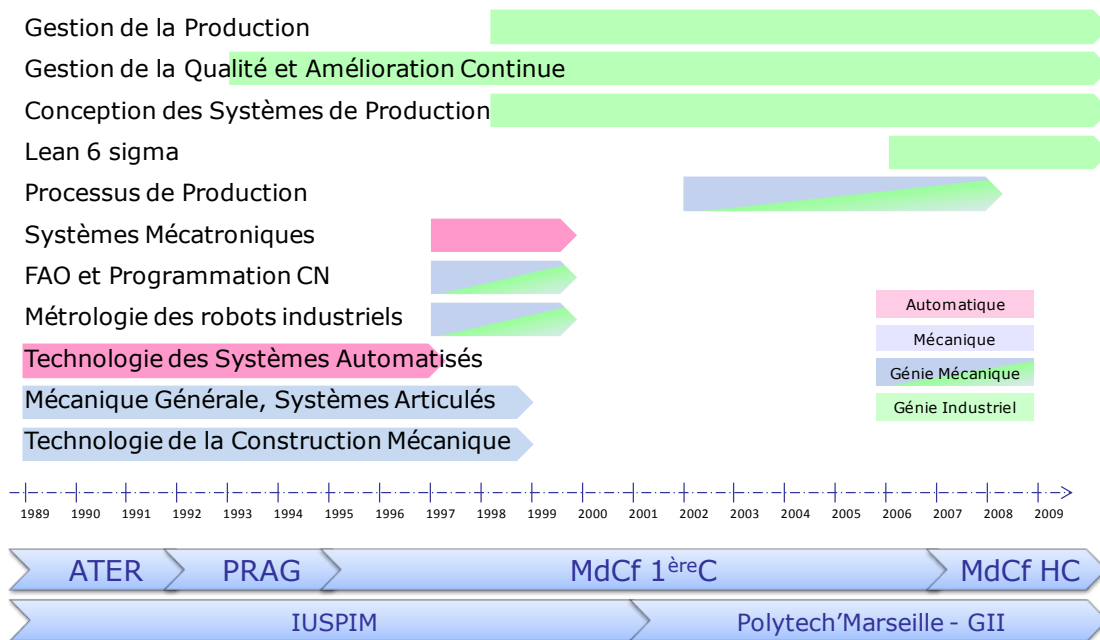 Gestion de la Production
Gestion de la Qualité et Amélioration Continue
Conception des Systèmes de Production
Lean 6 sigma
Processus de Production
Systèmes Mécatroniques
FAO et Programmation CN
Métrologie des robots industriels
Technologie des Systèmes Automatisés
Mécanique Générale, Systèmes Articulés
Technologie de la Construction Mécanique
Automatique
Mécanique
Génie Mécanique
Génie Industriel
1989 1990 1991 1992 1993 1994 1995 1996 1997 1998 1999 2000 2001 2002 2003 2004 2005 2006 2007 2008 2009
ATER PRAG MdCf 1èreC MdCf HC
IUSPIM Polytech’Marseille - GII